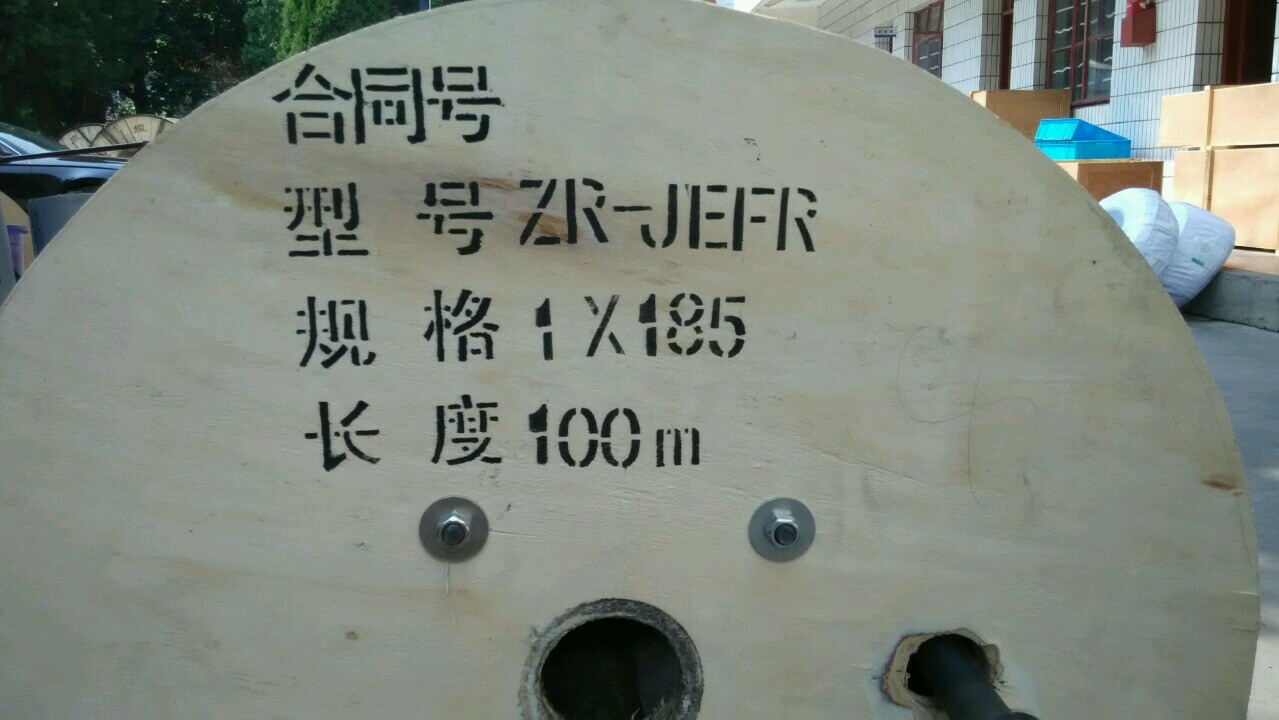 合同号
型 号 ZR-JEFR
规 格 1X185
长 度 100m